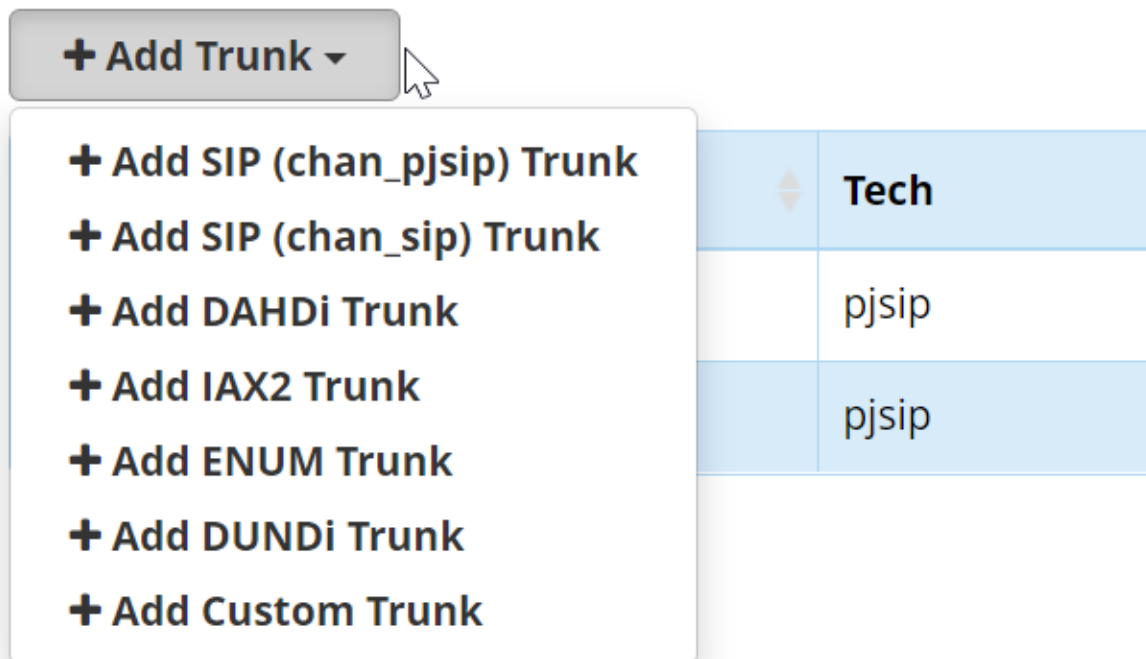 Add Trunk
Add SIP (chan_pjsip) Trunk
Add SIP (chan_sip) Trunk
Add DAHDi Trunk
Add IAX2 Trunk
Add ENUM Trunk
Add DUNDi Trunk
Add Custom Trunk
Tech
pjsip
pjsip